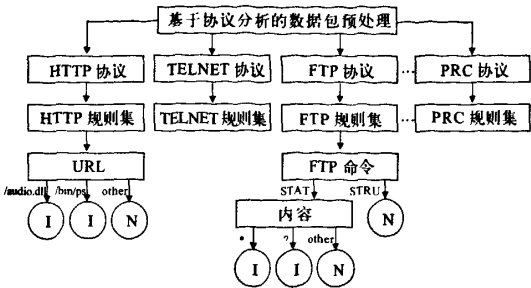 基于协议分析的数据包预处理
HTTP 协议 TELNET 协议 FTP 协议 ... PRC 协议
HTTP 规则集 TELNET 规则集 FTP 规则集 ... PRC 规则集
URL FTP 命令
/audio.dll /bin/ps other STAT STRU
I I N 内容 N
* ? other
I I N